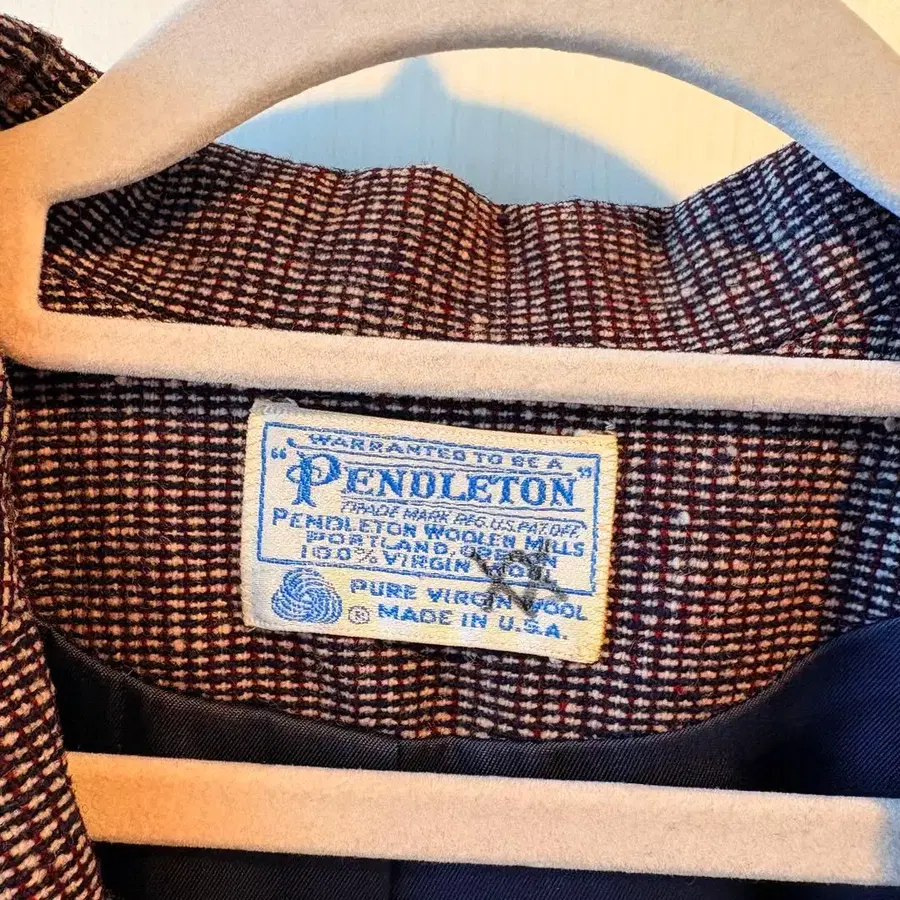 WARRANTED TO BE A
"PENDLETON"
TRADE MARK REG. U.S. PAT. OFF.
PENDLETON WOOLEN MILLS
PORTLAND, OREGON
100% VIRGIN WOOL
PURE VIRGIN WOOL
® MADE IN U.S.A.